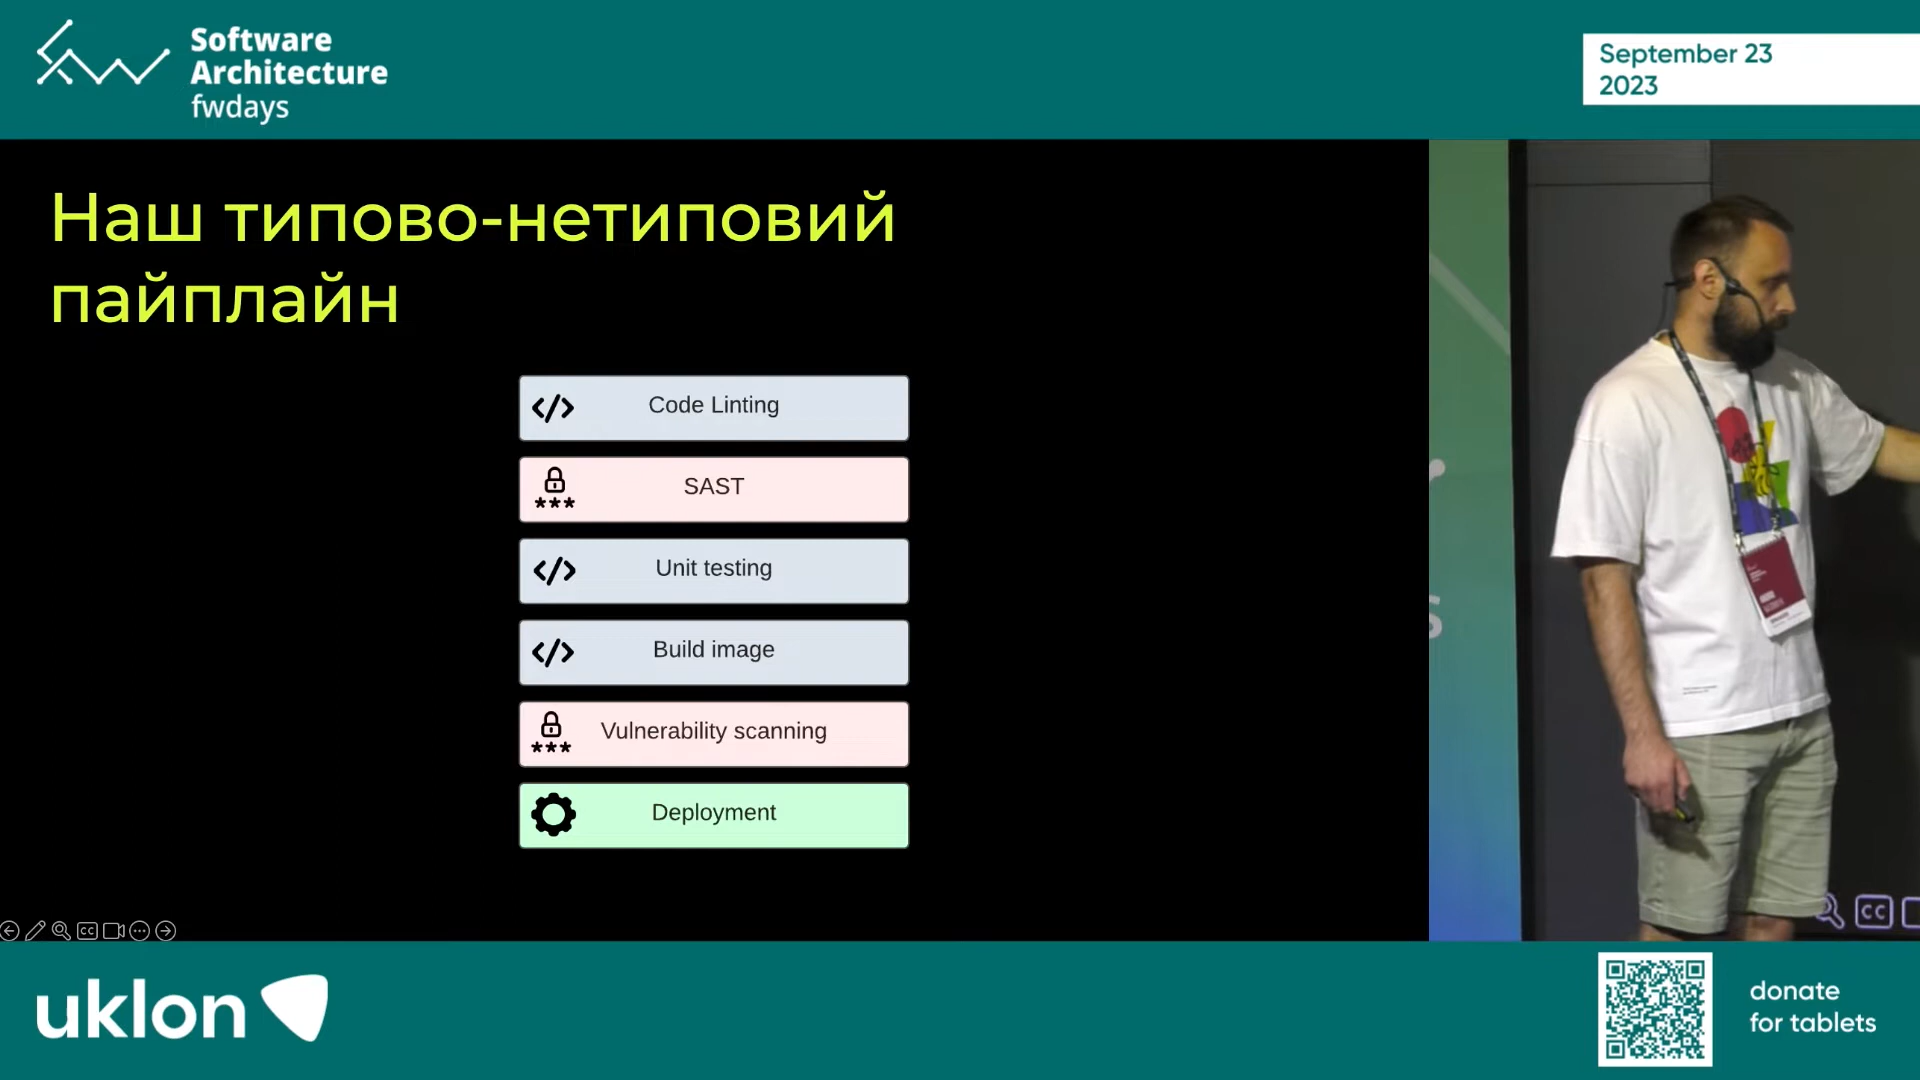 Software
Architecture
fwdays
September 23
2023
Наш типово-нетиповий
пайплайн
Code Linting
SAST
Unit testing
Build image
Vulnerability scanning
Deployment
uklon
donate
for tablets